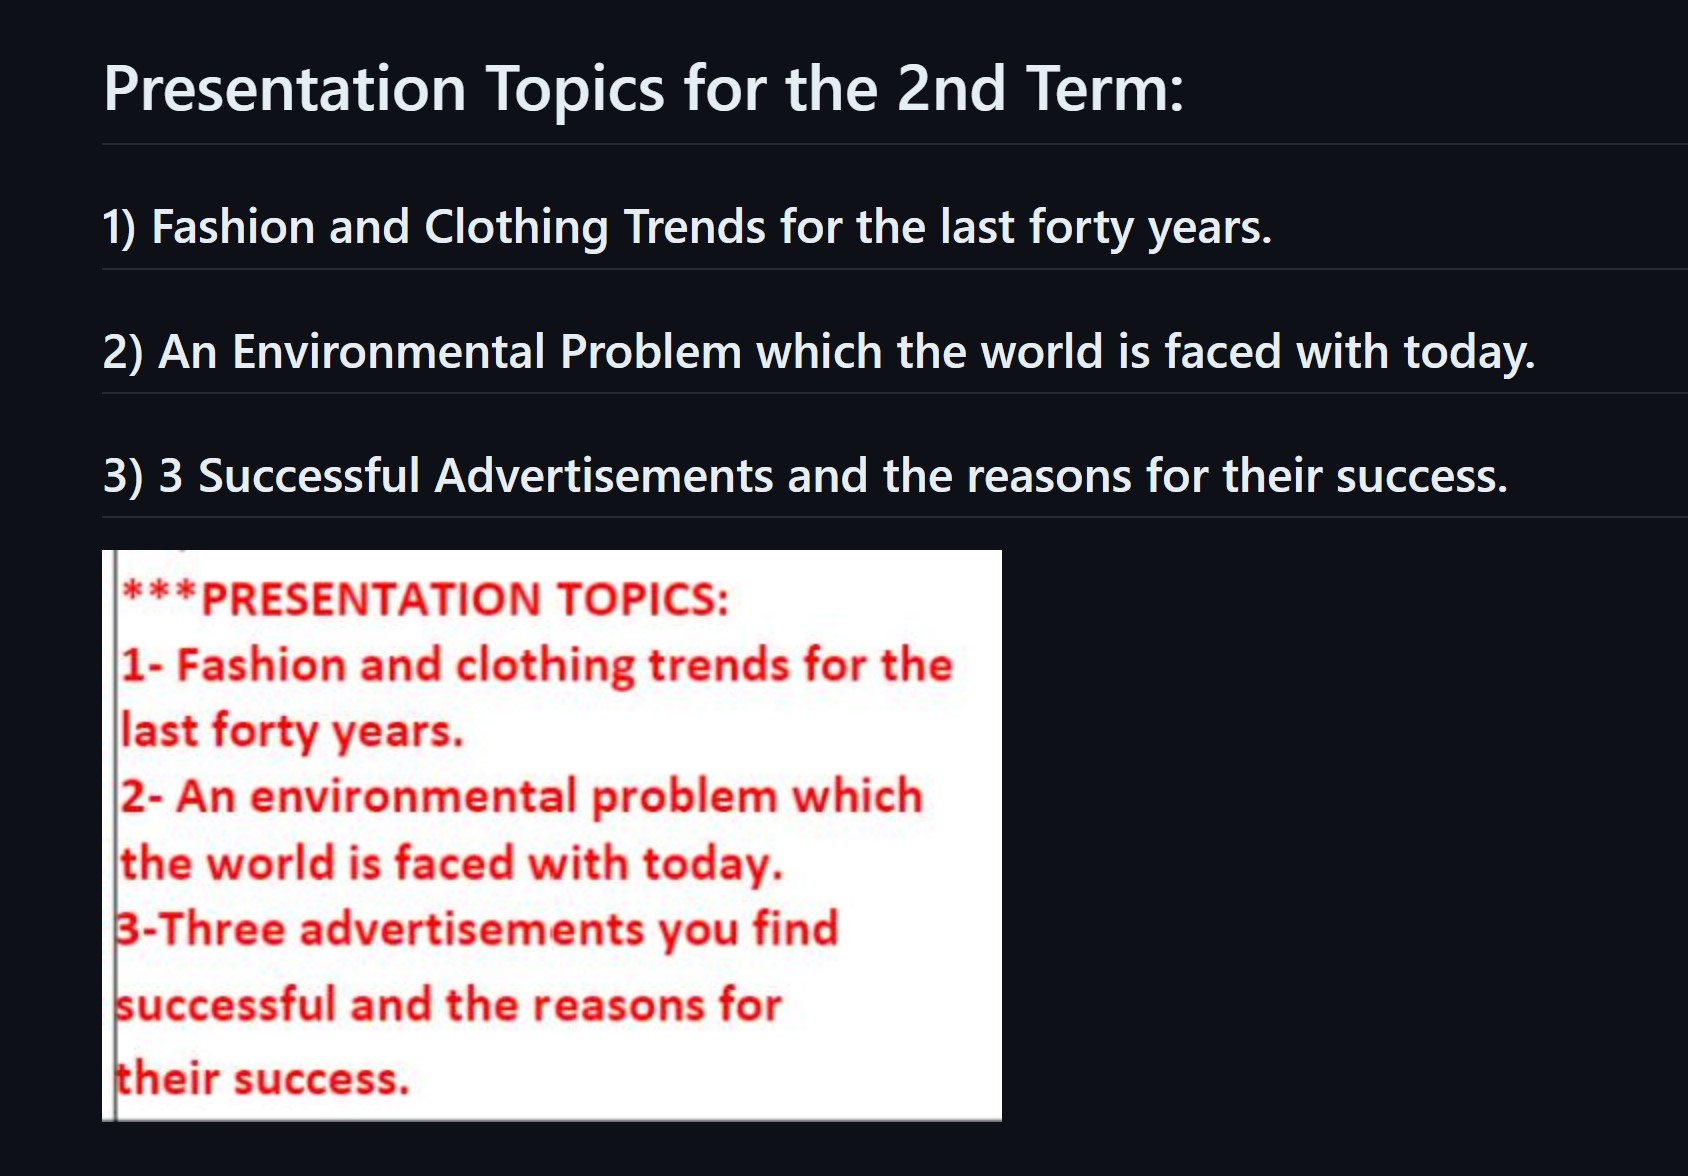 Presentation Topics for the 2nd Term:
1) Fashion and Clothing Trends for the last forty years.
2) An Environmental Problem which the world is faced with today.
3) 3 Successful Advertisements and the reasons for their success.
***PRESENTATION TOPICS:
1- Fashion and clothing trends for the
last forty years.
2- An environmental problem which
the world is faced with today.
3-Three advertisements you find
successful and the reasons for
their success.